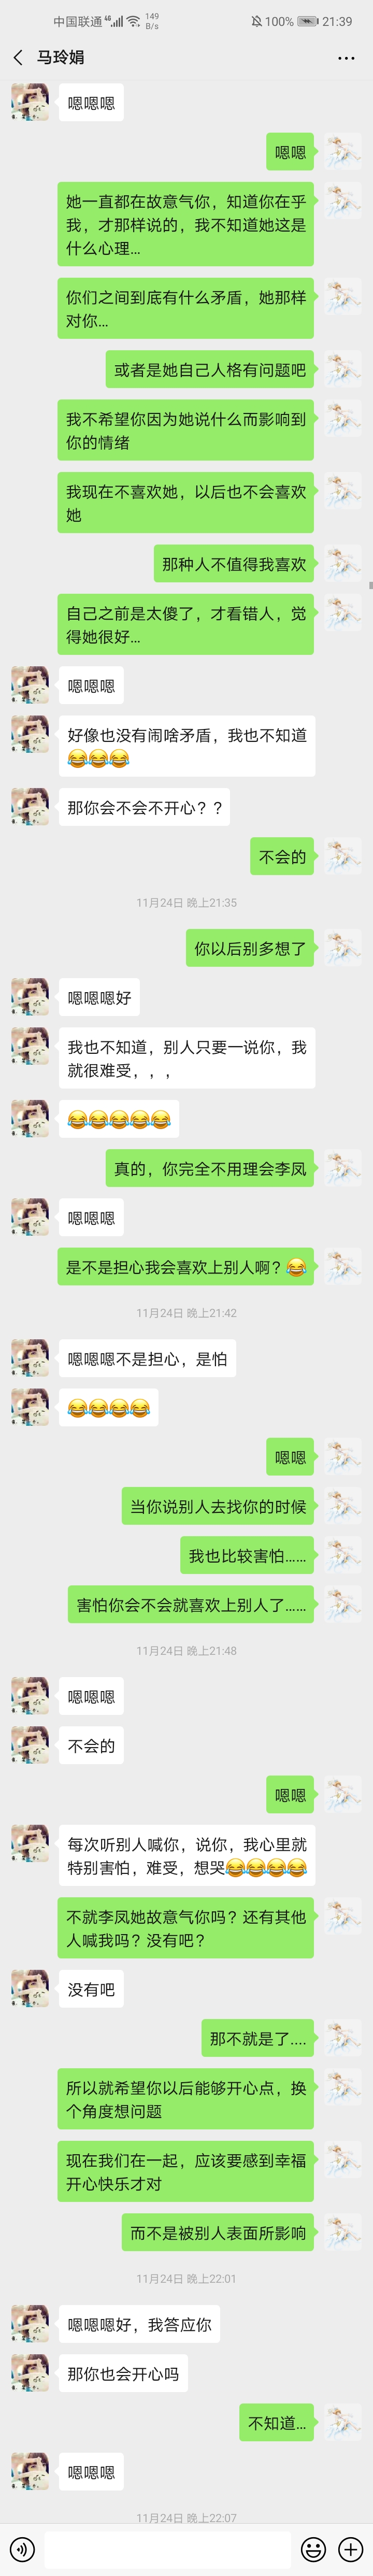 中国联通 4G 149 B/s 100% 21:39
马玲娟
嗯嗯嗯
嗯嗯
她一直都在故意气你，知道你在乎
我，才那样说的，我不知道她这是
什么心理...
你们之间到底有什么矛盾，她那样
对你...
或者是她自己人格有问题吧
我不希望你因为她说什么而影响到
你的情绪
我现在不喜欢她，以后也不会喜欢
她
那种人不值得我喜欢
自己之前是太傻了，才看错人，觉
得她很好...
嗯嗯嗯
好像也没有闹啥矛盾，我也不知道
😂😂😂
那你会不会不开心？？
不会的
11月24日 晚上21:35
你以后别多想了
嗯嗯嗯好
我也不知道，别人只要一说你，我
就很难受，，，
😂😂😂😂😂
真的，你完全不用理会李凤
嗯嗯嗯
是不是担心我会喜欢上别人啊？😂
11月24日 晚上21:42
嗯嗯嗯不是担心，是怕
😂😂😂😂
嗯嗯
当你说别人去找你的时候
我也比较害怕......
害怕你会不会就喜欢上别人了......
11月24日 晚上21:48
嗯嗯嗯
不会的
嗯嗯
每次听别人喊你，说你，我心里就
特别害怕，难受，想哭😂😂😂😂
不就李凤她故意气你吗？还有其他
人喊我吗？没有吧？
没有吧
那不就是了....
所以就希望你以后能够开心点，换
个角度想问题
现在我们在一起，应该要感到幸福
开心快乐才对
而不是被别人表面所影响
11月24日 晚上22:01
嗯嗯嗯好，我答应你
那你也会开心吗
不知道...
嗯嗯嗯
11月24日 晚上22:07